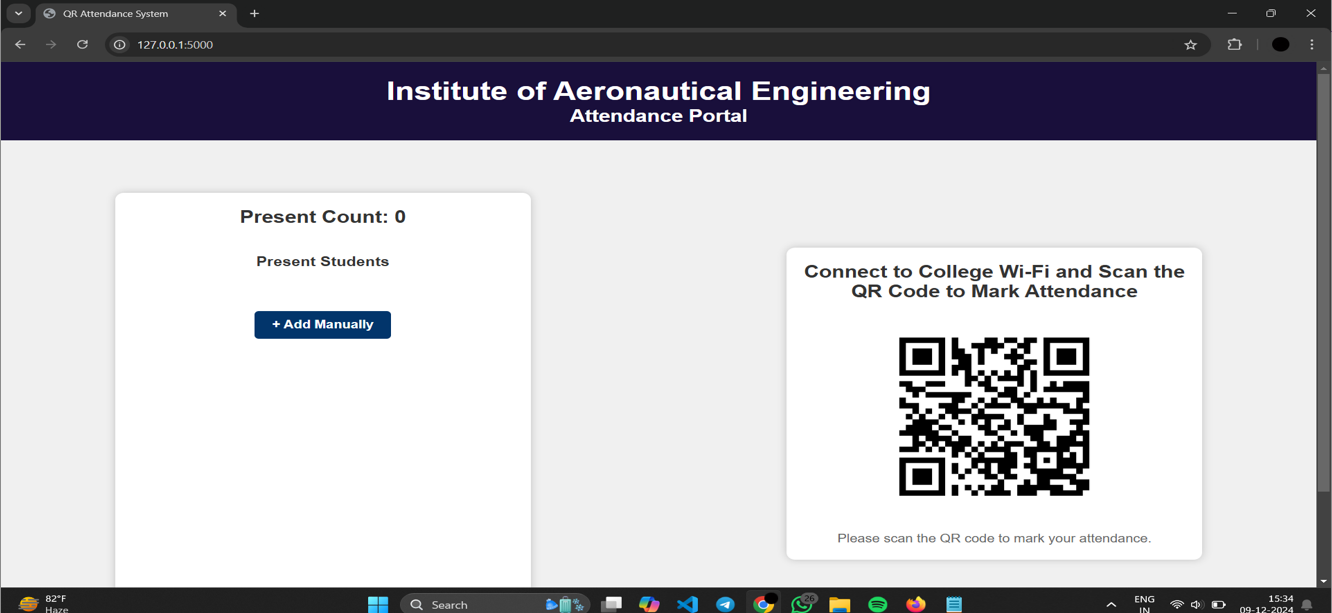 QR Attendance System
127.0.0.1:5000
Institute of Aeronautical Engineering
Attendance Portal
Present Count: 0
Present Students
+ Add Manually
Connect to College Wi-Fi and Scan the
QR Code to Mark Attendance
Please scan the QR code to mark your attendance.
82°F
Haze
Search
26
ENG
IN
15:34
09-12-2024